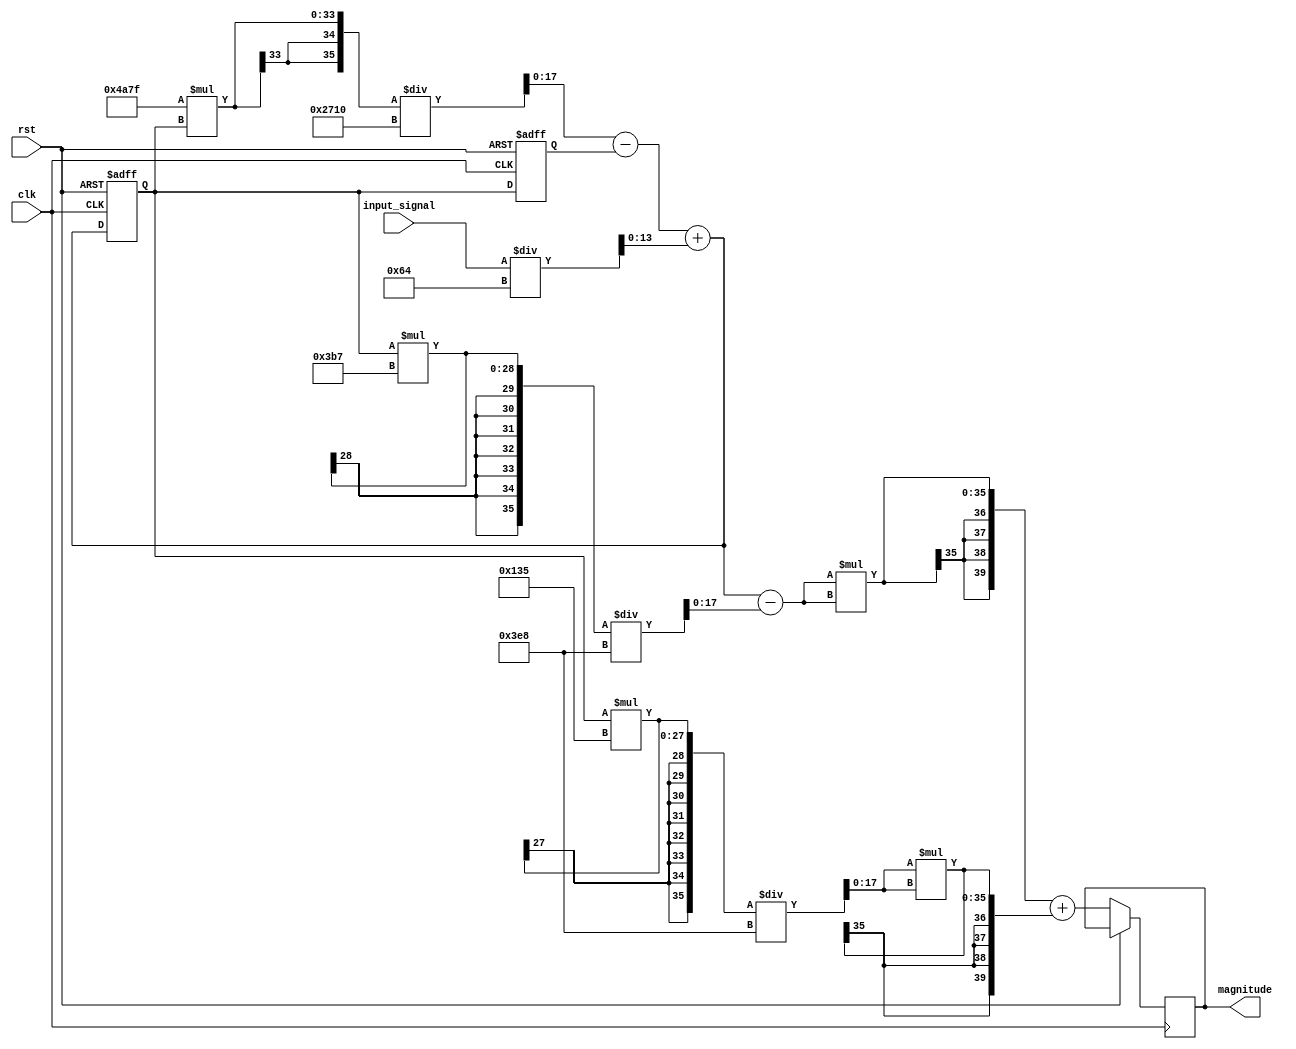 0:33
34
35
33
0x4a7f A $mul Y
B
A $div Y
0x2710 B
0:17
-
rst
ARST $adff Q
CLK
D
clk
ARST $adff Q
CLK
D
input_signal
A $div Y
0x64 B
0:13
+
A $mul Y
0x3b7 B
0:28
29
30
31
32
33
34
35
28
A $mul Y
B
0:35
36
37
38
39
35
-
0:17
A $div Y
0x3e8 B
A $mul Y
0x135 B
0:27
28
29
30
31
32
33
34
35
27
A $div Y
B
0:17
A $mul Y
B
0:35
36
37
38
39
35
+
magnitude